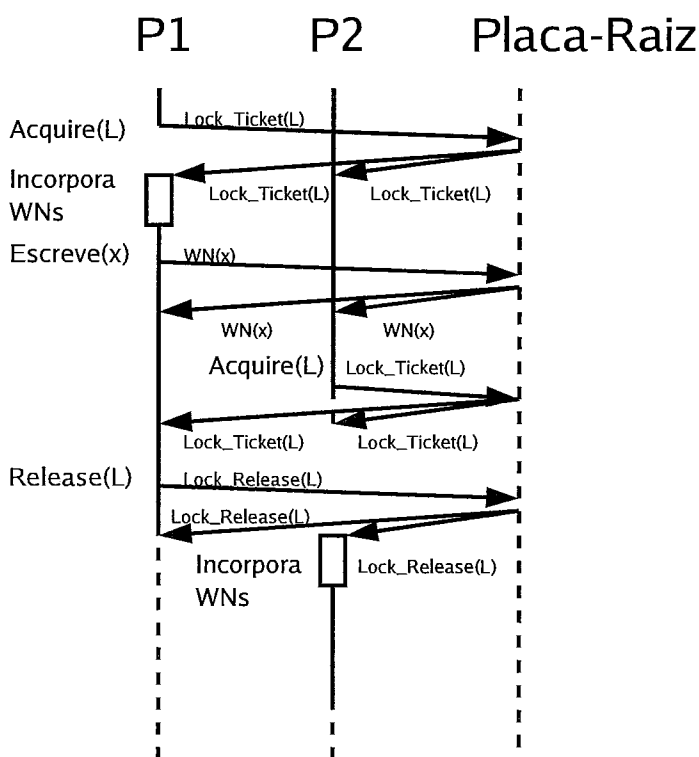 P1 P2 Placa-Raiz
Lock_Ticket(L)
Acquire(L)
Incorpora
WNs
Lock_Ticket(L) Lock_Ticket(L)
Escreve(x)
WN(x)
WN(x) WN(x)
Acquire(L) Lock_Ticket(L)
Lock_Ticket(L) Lock_Ticket(L)
Release(L) Lock_Release(L)
Lock_Release(L)
Incorpora
WNs
Lock_Release(L)